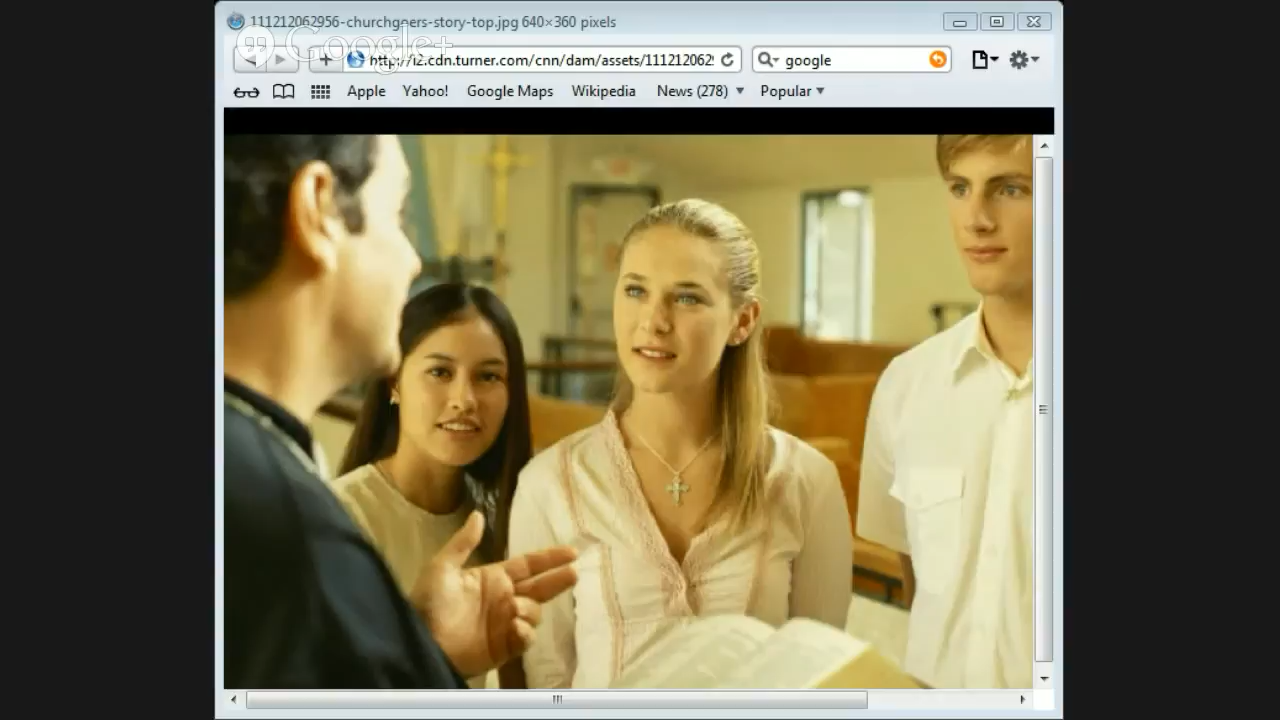 111212062956-churchgoers-story-top.jpg 640×360 pixels
Google+
http://i2.cdn.turner.com/cnn/dam/assets/1112120629
google
Apple Yahoo! Google Maps Wikipedia News (278) Popular